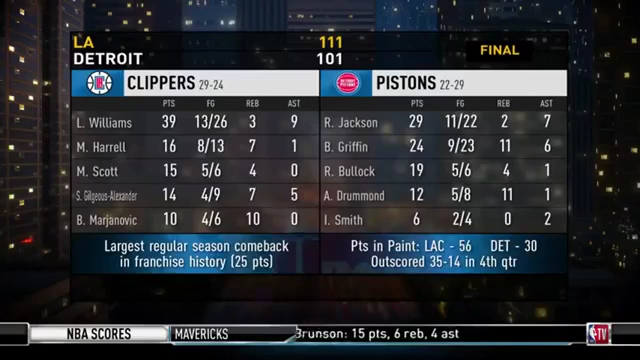 LA 111
DETROIT 101
FINAL
CLIPPERS 29-24
PTS FG REB AST
L. Williams 39 13/26 3 9
M. Harrell 16 8/13 7 1
M. Scott 15 5/6 4 0
S. Gilgeous-Alexander 14 4/9 7 5
B. Marjanovic 10 4/6 10 0
Largest regular season comeback
in franchise history (25 pts)
PISTONS 22-29
PTS FG REB AST
R. Jackson 29 11/22 2 7
B. Griffin 24 9/23 11 6
R. Bullock 19 5/6 4 1
A. Drummond 12 5/8 11 1
I. Smith 6 2/4 0 2
Pts in Paint: LAC - 56 DET - 30
Outscored 35-14 in 4th qtr
NBA SCORES MAVERICKS Brunson: 15 pts, 6 reb, 4 ast
TV